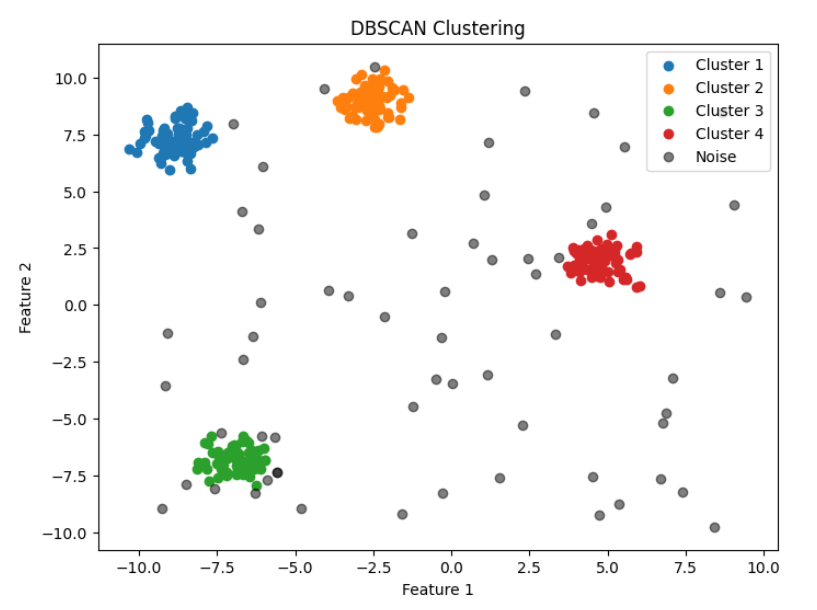 DBSCAN Clustering
Cluster 1
Cluster 2
Cluster 3
Cluster 4
Noise
Feature 2
10.0
7.5
5.0
2.5
0.0
−2.5
−5.0
−7.5
−10.0
−10.0 −7.5 −5.0 −2.5 0.0 2.5 5.0 7.5 10.0
Feature 1